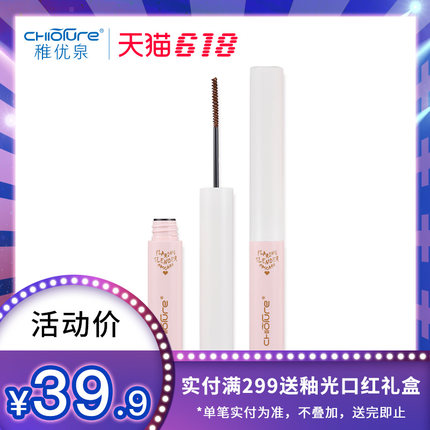 CHIOTURE®
稚优泉
天猫618
SLENDER
CHIOTURE®
活动价
¥39.9
实付满299送釉光口红礼盒
*单笔实付为准，不叠加，送完即止